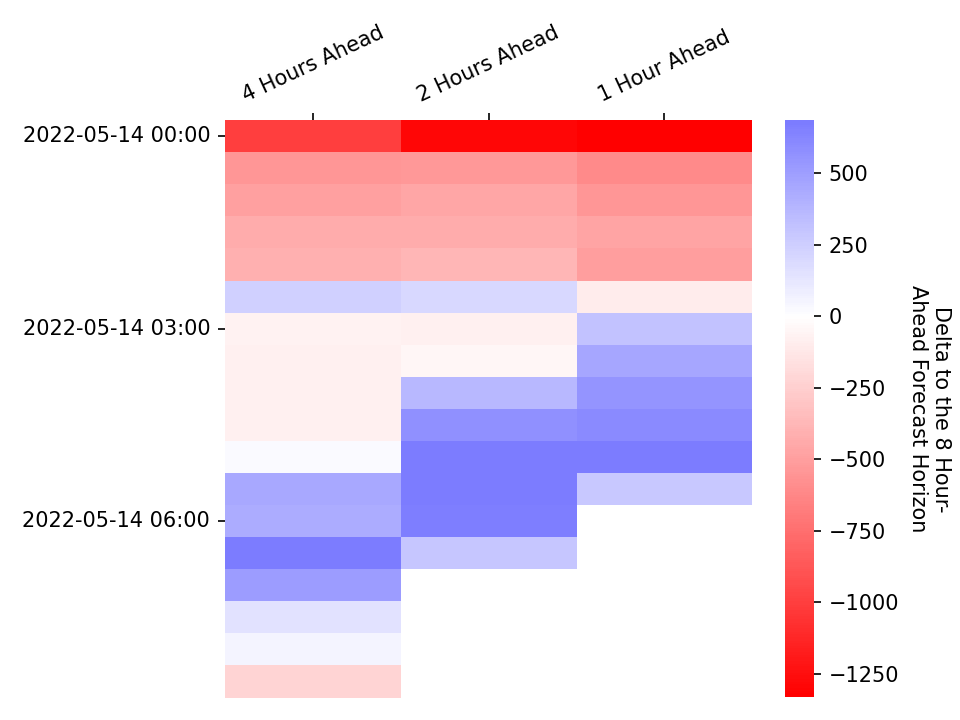 4 Hours Ahead
2 Hours Ahead
1 Hour Ahead
2022-05-14 00:00
2022-05-14 03:00
2022-05-14 06:00
500
250
0
−250
−500
−750
−1000
−1250
Delta to the 8 Hour-
Ahead Forecast Horizon